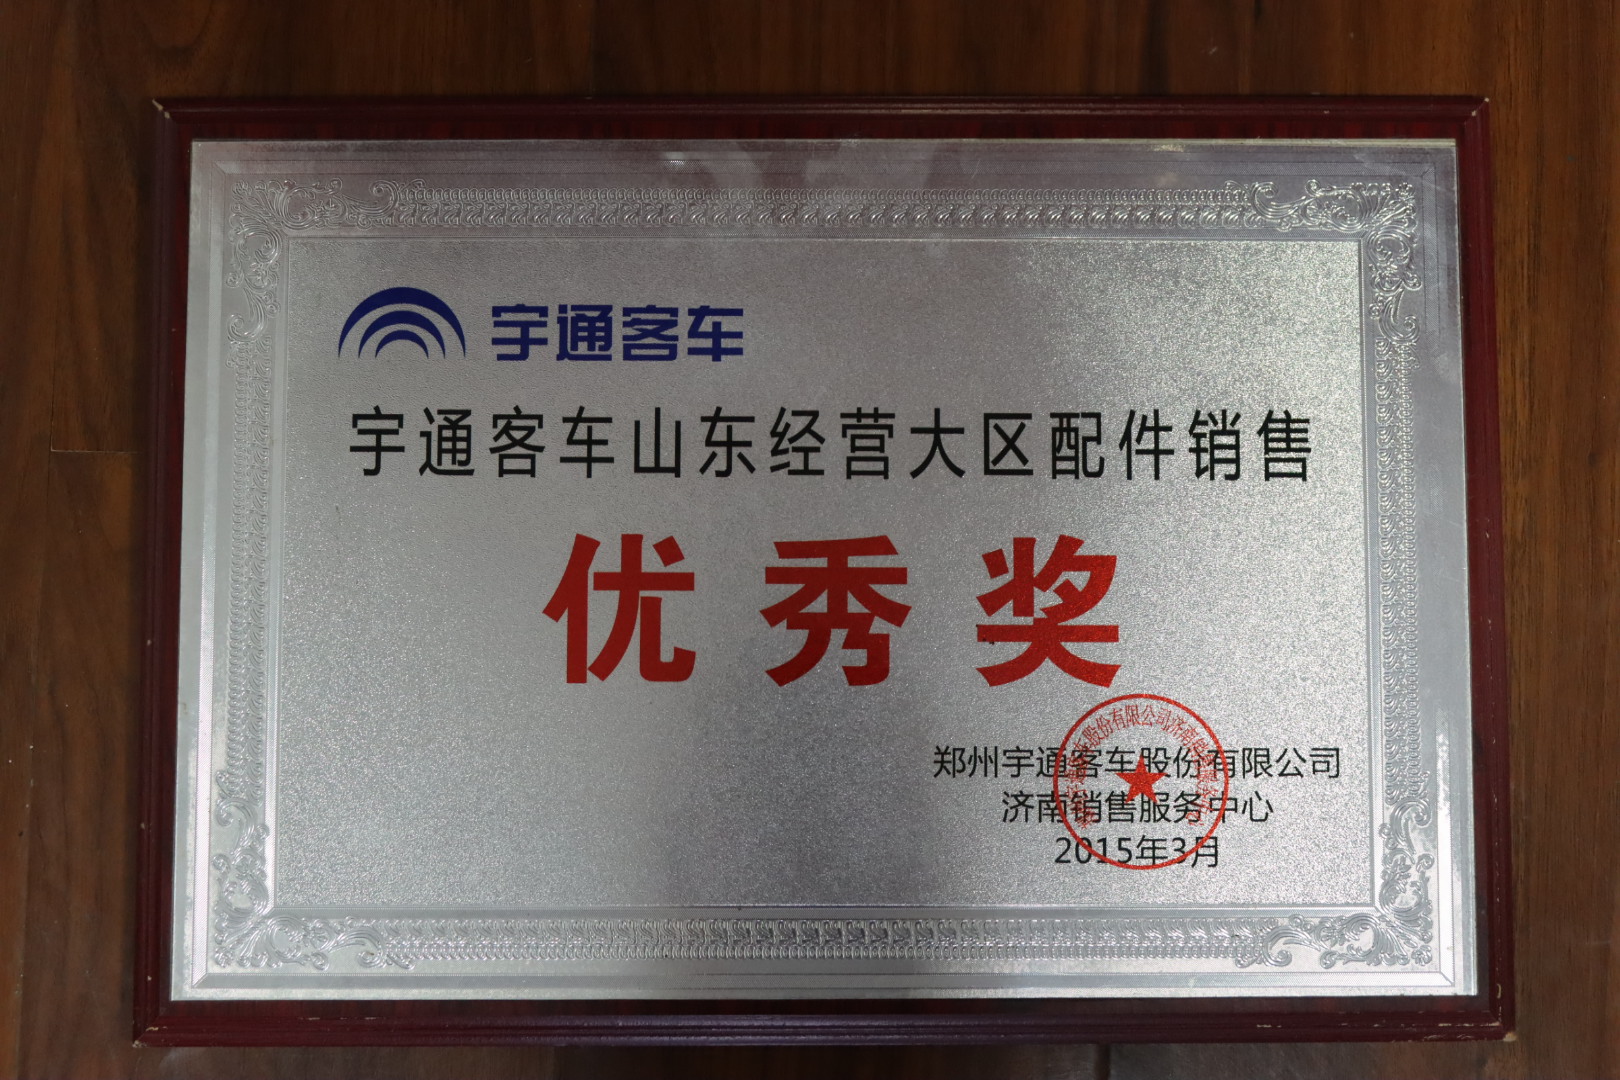 宇通客车
宇通客车山东经营大区配件销售
优秀奖
郑州宇通客车股份有限公司
济南销售服务中心
2015年3月